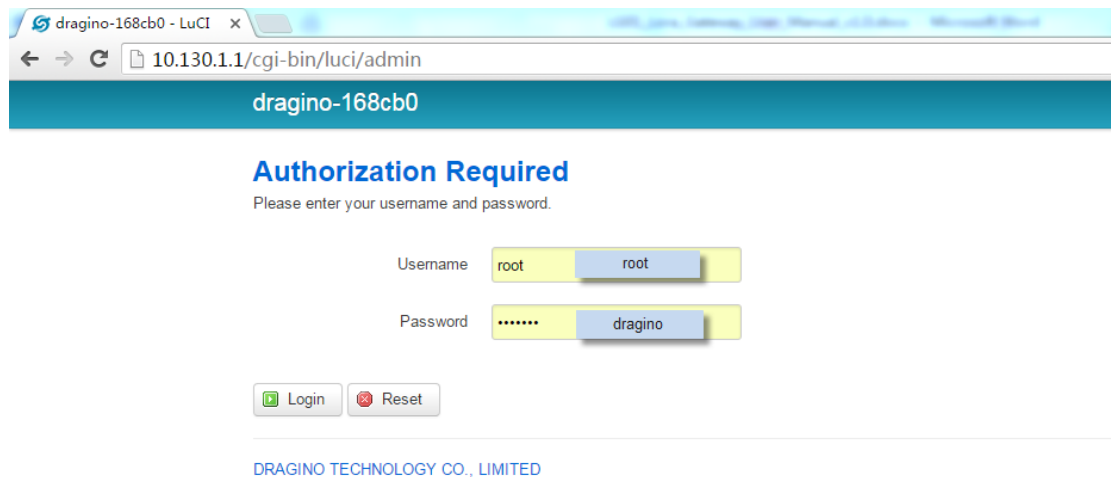 dragino-168cb0 - LuCI
10.130.1.1/cgi-bin/luci/admin
dragino-168cb0
Authorization Required
Please enter your username and password.
Username root root
Password ••••••• dragino
Login Reset
DRAGINO TECHNOLOGY CO., LIMITED